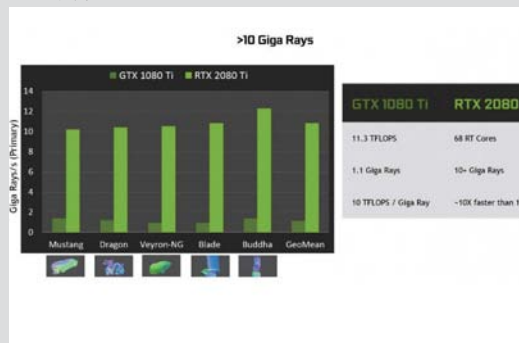 >10 Giga Rays
GTX 1080 Ti RTX 2080 Ti
14
12
10
8
6
4
2
0
Giga Rays/s (Primary)
Mustang Dragon Veyron-NG Blade Buddha GeoMean
GTX 1080 Ti RTX 2080
11.3 TFLOPS 68 RT Cores
1.1 Giga Rays 10+ Giga Rays
10 TFLOPS / Giga Ray ~10X faster than